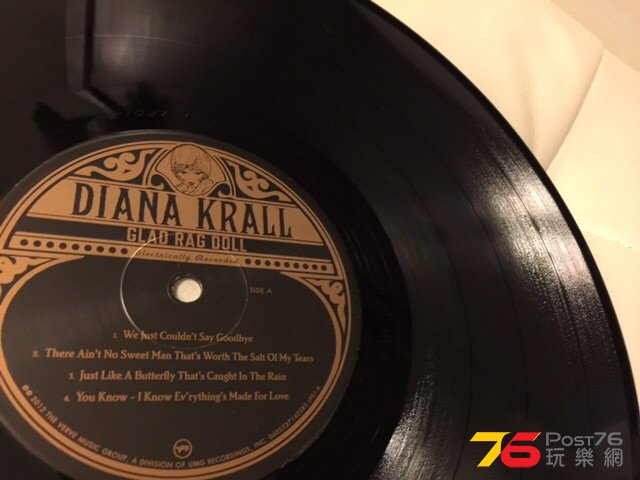 DIANA KRALL
GLAD RAG DOLL
Electrically Recorded
SIDE A
1. We Just Couldn't Say Goodbye
2. There Ain't No Sweet Man That's Worth The Salt Of My Tears
3. Just Like A Butterfly That's Caught In The Rain
4. You Know – I Know Ev'rything's Made For Love
℗© 2012 THE VERVE MUSIC GROUP, A DIVISION OF UMG RECORDINGS, INC.
76 Post76
玩樂網